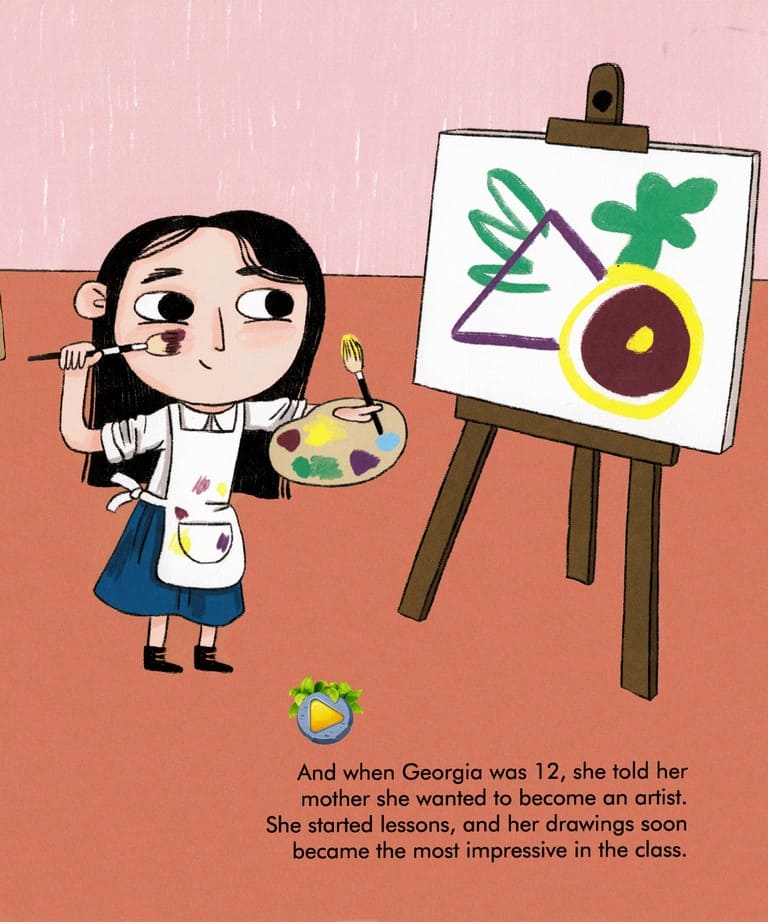 And when Georgia was 12, she told her
mother she wanted to become an artist.
She started lessons, and her drawings soon
became the most impressive in the class.